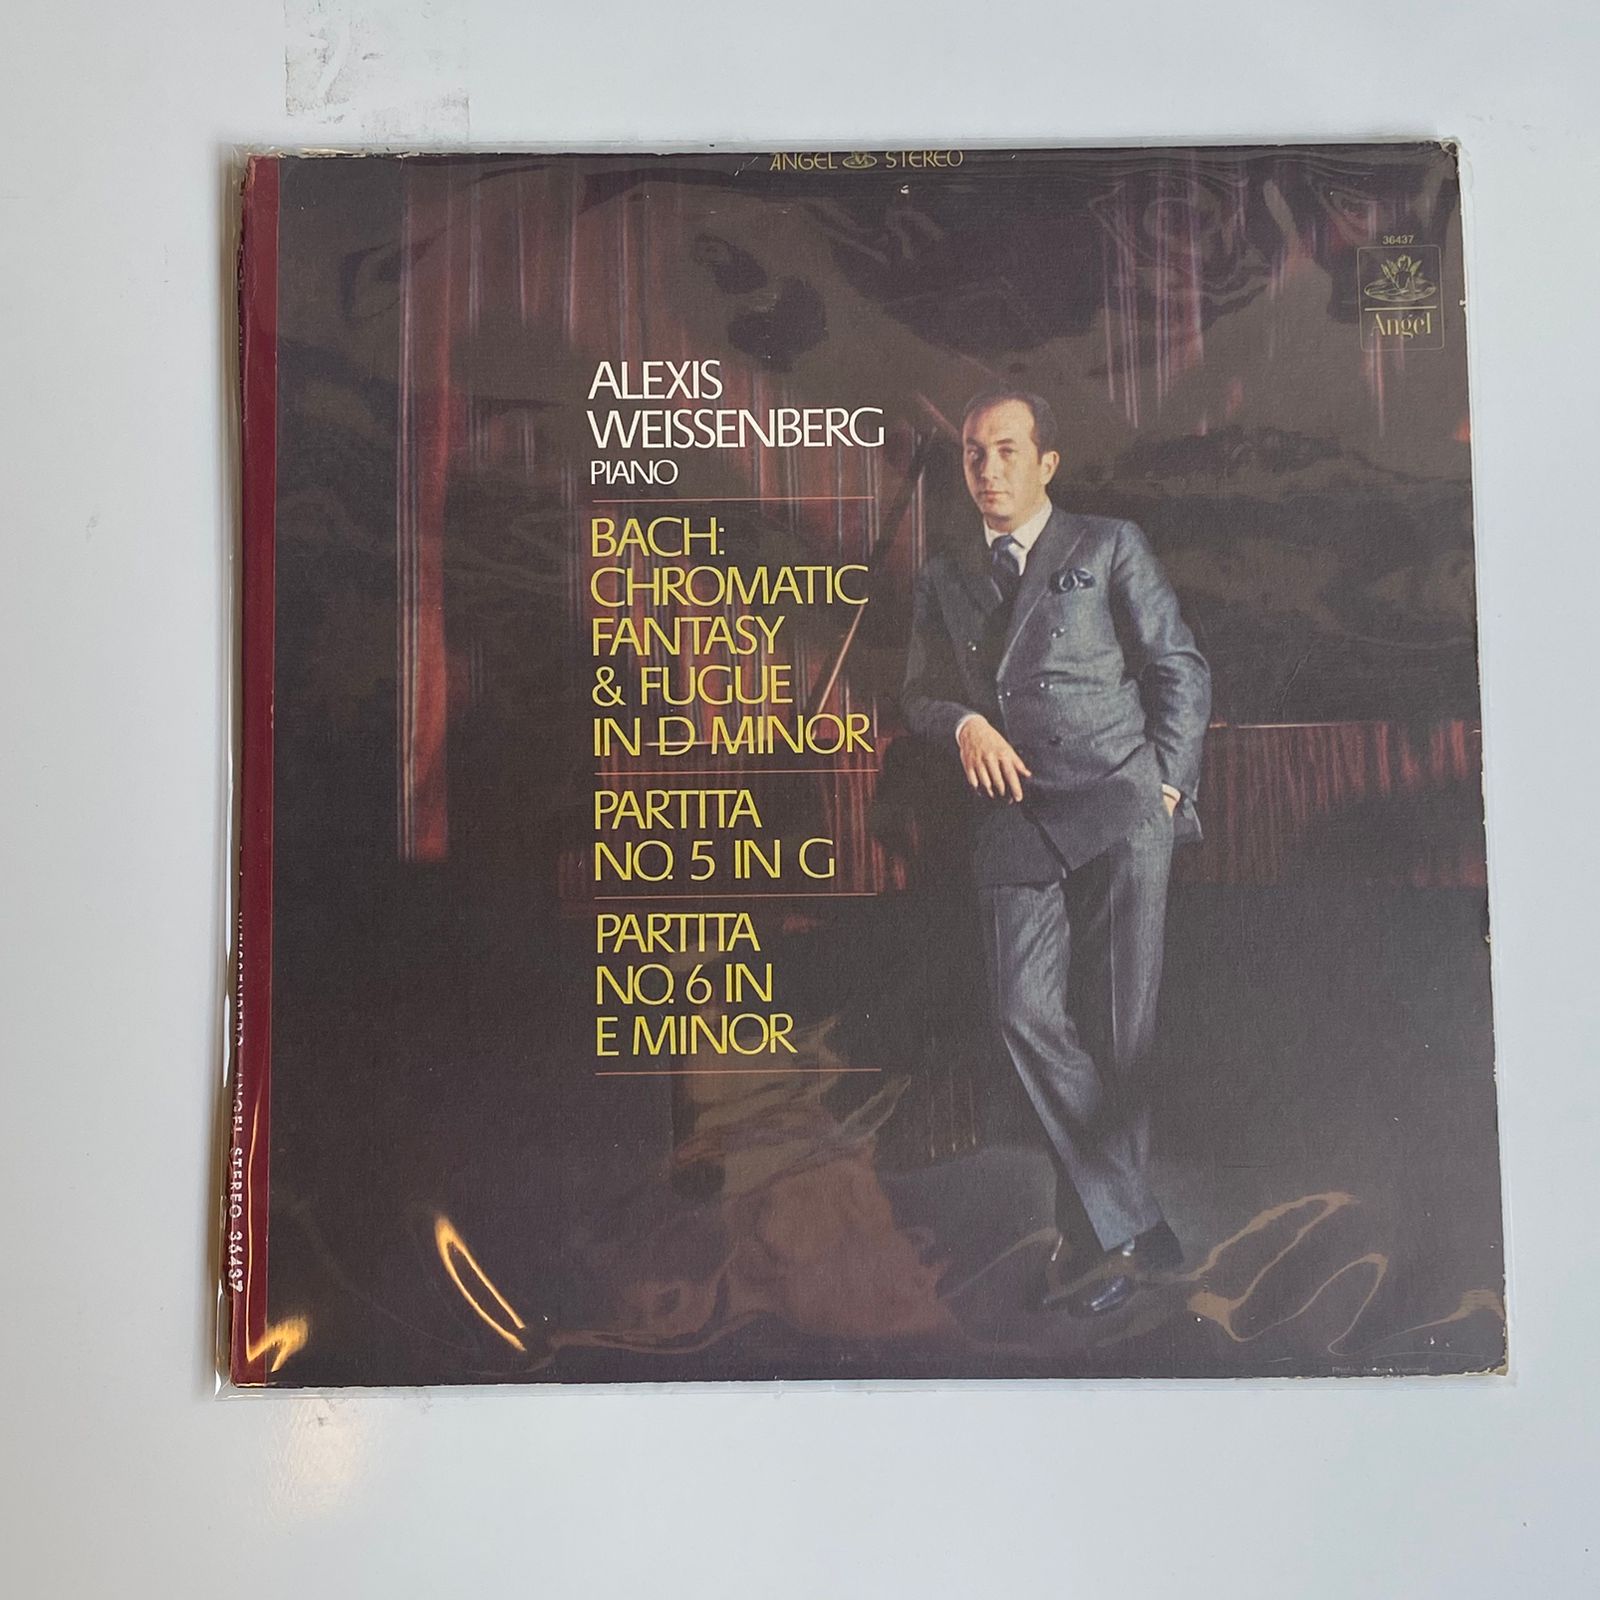 ANGEL STEREO
36437
Angel
ALEXIS
WEISSENBERG
PIANO
BACH:
CHROMATIC
FANTASY
& FUGUE
IN D MINOR
PARTITA
NO. 5 IN G
PARTITA
NO. 6 IN
E MINOR
WEISSENBERG ANGEL STEREO 36437